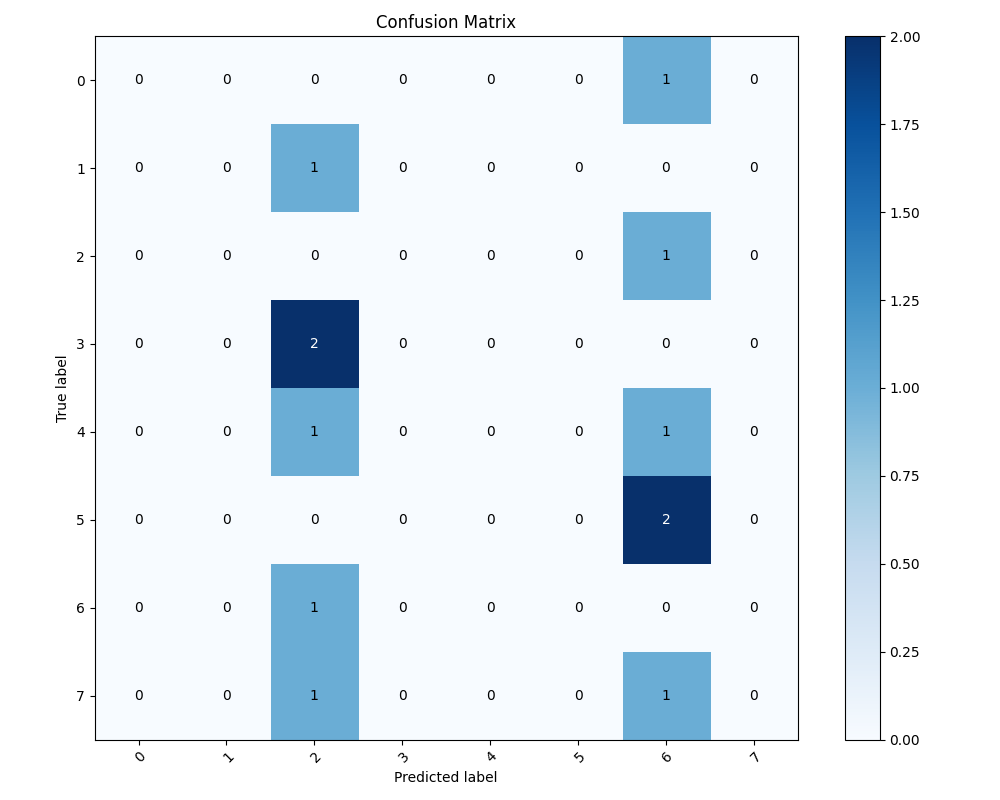 Confusion Matrix
0 0 0 0 0 0 0 1 0
1 0 0 1 0 0 0 0 0
2 0 0 0 0 0 0 1 0
3 0 0 2 0 0 0 0 0
4 0 0 1 0 0 0 1 0
5 0 0 0 0 0 0 2 0
6 0 0 1 0 0 0 0 0
7 0 0 1 0 0 0 1 0
0 1 2 3 4 5 6 7
True label
Predicted label
2.00
1.75
1.50
1.25
1.00
0.75
0.50
0.25
0.00